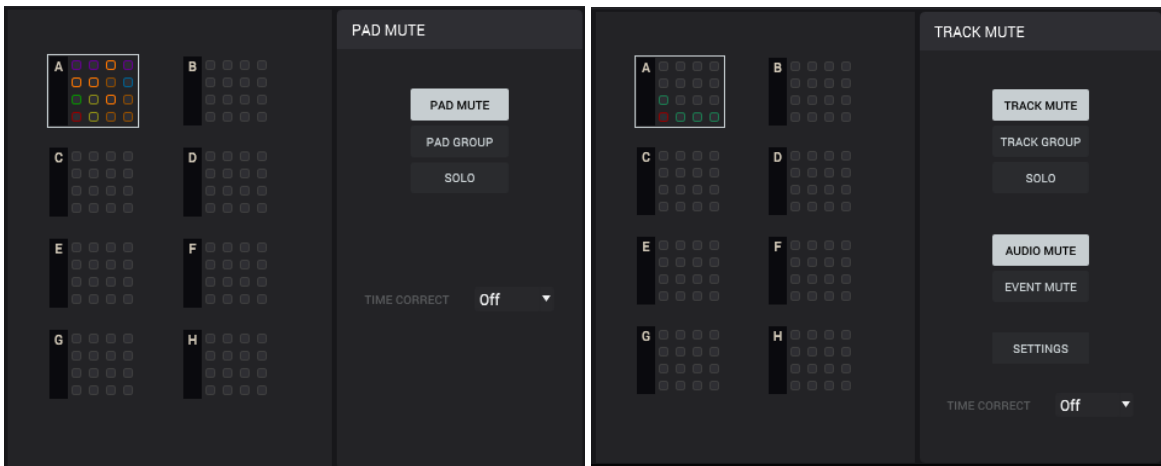 PAD MUTE
A
B
PAD MUTE
PAD GROUP
C
D
SOLO
E
F
TIME CORRECT Off
G
H
TRACK MUTE
A
B
TRACK MUTE
TRACK GROUP
C
D
SOLO
E
F
AUDIO MUTE
EVENT MUTE
G
H
SETTINGS
TIME CORRECT Off